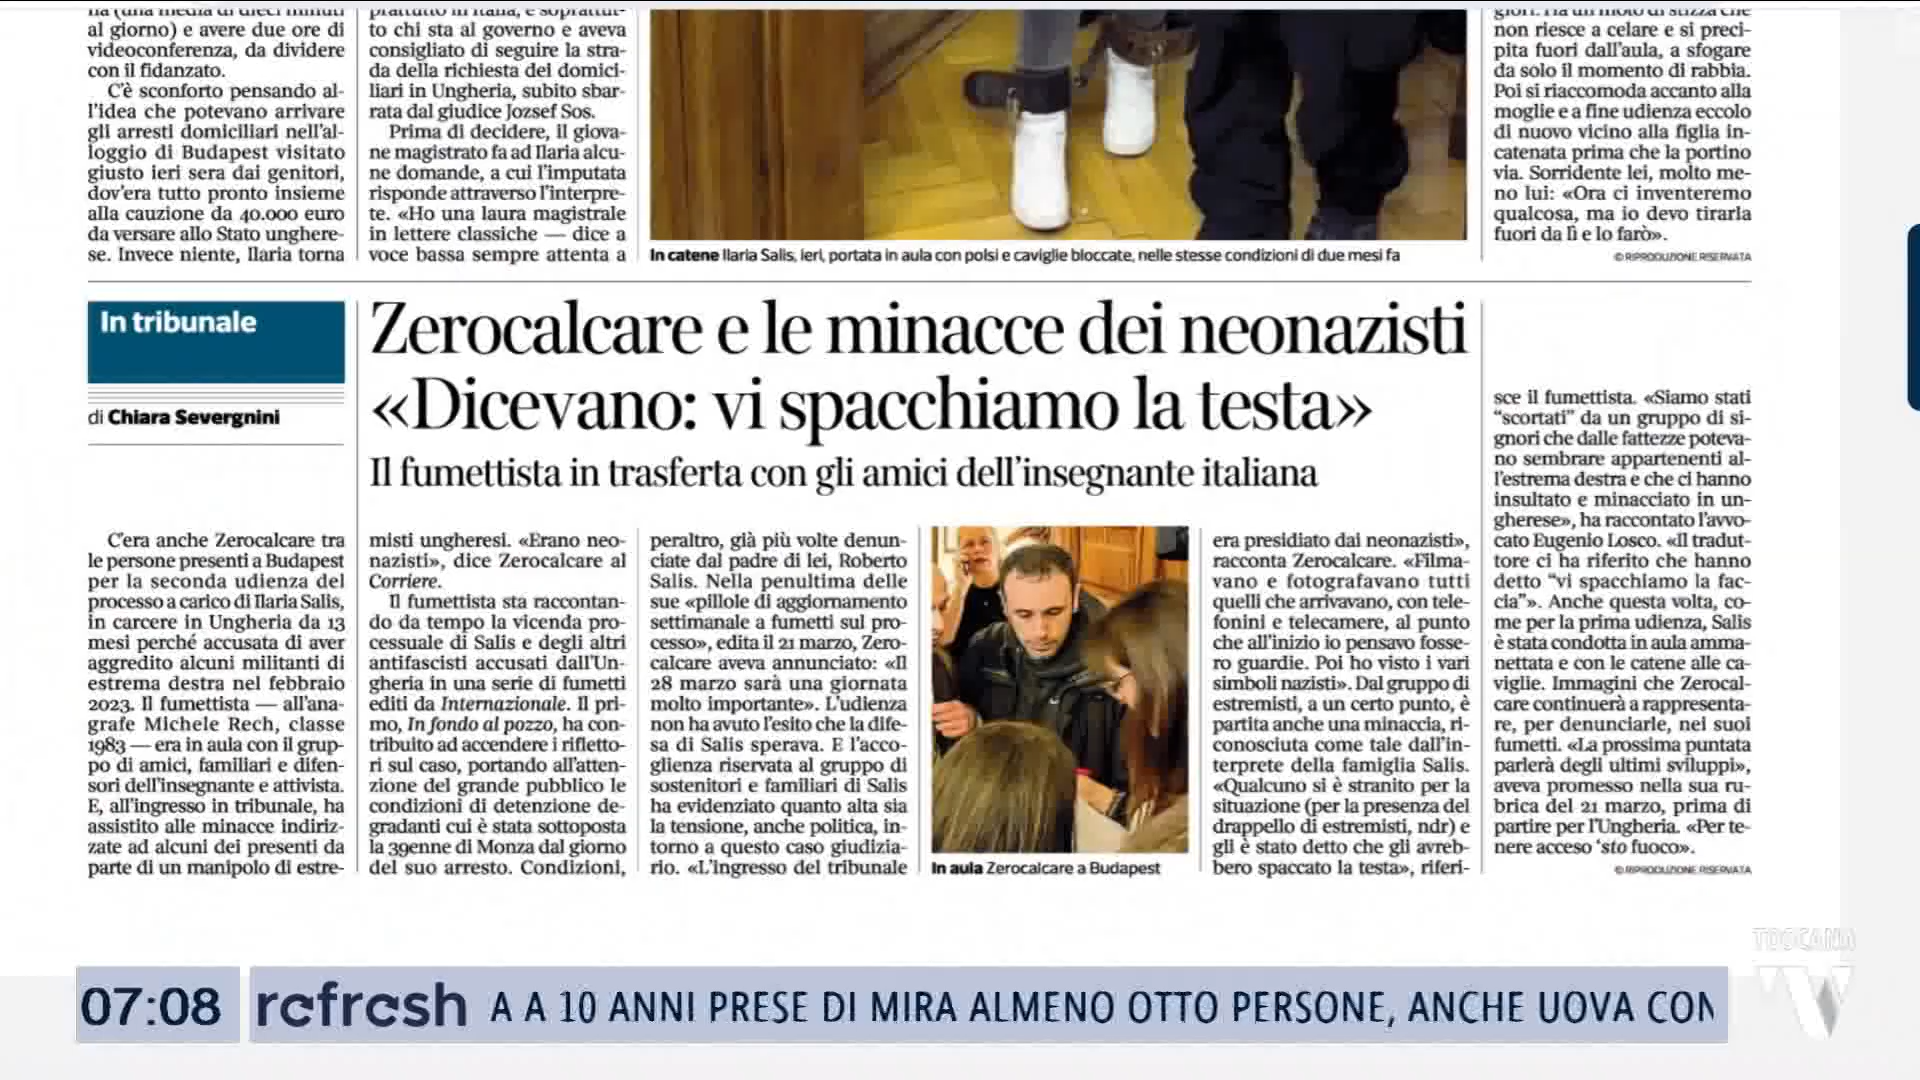 al giorno) e avere due ore di
videoconferenza, da dividere
con il fidanzato.
C'è sconforto pensando al-
l'idea che potevano arrivare
gli arresti domiciliari nell'al-
loggio di Budapest visitato
giusto ieri sera dai genitori,
dov'era tutto pronto insieme
alla cauzione da 40.000 euro
da versare allo Stato unghere-
se. Invece niente, Ilaria torna
to chi sta al governo e aveva
consigliato di seguire la stra-
da della richiesta dei domici-
liari in Ungheria, subito sbar-
rata dal giudice Jozsef Sos.
Prima di decidere, il giova-
ne magistrato fa ad Ilaria alcu-
ne domande, a cui l'imputata
risponde attraverso l'interpre-
te. «Ho una laura magistrale
in lettere classiche — dice a
voce bassa sempre attenta a
In catene Ilaria Salis, ieri, portata in aula con polsi e caviglie bloccate, nelle stesse condizioni di due mesi fa
non riesce a celare e si preci-
pita fuori dall'aula, a sfogare
da solo il momento di rabbia.
Poi si riaccomoda accanto alla
moglie e a fine udienza eccolo
di nuovo vicino alla figlia in-
catenata prima che la portino
via. Sorridente lei, molto me-
no lui: «Ora ci inventeremo
qualcosa, ma io devo tirarla
fuori da lì e lo farò».
© RIPRODUZIONE RISERVATA
In tribunale
di Chiara Severgnini
Zerocalcare e le minacce dei neonazisti
«Dicevano: vi spacchiamo la testa»
Il fumettista in trasferta con gli amici dell'insegnante italiana
C'era anche Zerocalcare tra
le persone presenti a Budapest
per la seconda udienza del
processo a carico di Ilaria Salis,
in carcere in Ungheria da 13
mesi perché accusata di aver
aggredito alcuni militanti di
estrema destra nel febbraio
2023. Il fumettista — all'ana-
grafe Michele Rech, classe
1983 — era in aula con il grup-
po di amici, familiari e difen-
sori dell'insegnante e attivista.
E, all'ingresso in tribunale, ha
assistito alle minacce indiriz-
zate ad alcuni dei presenti da
parte di un manipolo di estre-
misti ungheresi. «Erano neo-
nazisti», dice Zerocalcare al
Corriere.
Il fumettista sta raccontan-
do da tempo la vicenda pro-
cessuale di Salis e degli altri
antifascisti accusati dall'Un-
gheria in una serie di fumetti
editi da Internazionale. Il pri-
mo, In fondo al pozzo, ha con-
tribuito ad accendere i rifletto-
ri sul caso, portando all'atten-
zione del grande pubblico le
condizioni di detenzione de-
gradanti cui è stata sottoposta
la 39enne di Monza dal giorno
del suo arresto. Condizioni,
peraltro, già più volte denun-
ciate dal padre di lei, Roberto
Salis. Nella penultima delle
sue «pillole di aggiornamento
settimanale a fumetti sul pro-
cesso», edita il 21 marzo, Zero-
calcare aveva annunciato: «Il
28 marzo sarà una giornata
molto importante». L'udienza
non ha avuto l'esito che la dife-
sa di Salis sperava. E l'acco-
glienza riservata al gruppo di
sostenitori e familiari di Salis
ha evidenziato quanto alta sia
la tensione, anche politica, in-
torno a questo caso giudizia-
rio. «L'ingresso del tribunale
In aula Zerocalcare a Budapest
era presidiato dai neonazisti»,
racconta Zerocalcare. «Filma-
vano e fotografavano tutti
quelli che arrivavano, con tele-
fonini e telecamere, al punto
che all'inizio io pensavo fosse-
ro guardie. Poi ho visto i vari
simboli nazisti». Dal gruppo di
estremisti, a un certo punto, è
partita anche una minaccia, ri-
conosciuta come tale dall'in-
terprete della famiglia Salis.
«Qualcuno si è stranito per la
situazione (per la presenza del
drappello di estremisti, ndr) e
gli è stato detto che gli avreb-
bero spaccato la testa», riferi-
sce il fumettista. «Siamo stati
“scortati” da un gruppo di si-
gnori che dalle fattezze poteva-
no sembrare appartenenti al-
l'estrema destra e che ci hanno
insultato e minacciato in un-
gherese», ha raccontato l'avvo-
cato Eugenio Losco. «Il tradut-
tore ci ha riferito che hanno
detto “vi spacchiamo la fac-
cia”». Anche questa volta, co-
me per la prima udienza, Salis
è stata condotta in aula amma-
nettata e con le catene alle ca-
viglie. Immagini che Zerocal-
care continuerà a rappresenta-
re, per denunciarle, nei suoi
fumetti. «La prossima puntata
parlerà degli ultimi sviluppi»,
aveva promesso nella sua ru-
brica del 21 marzo, prima di
partire per l'Ungheria. «Per te-
nere acceso 'sto fuoco».
© RIPRODUZIONE RISERVATA
TOSCANA
TV
07:08 refresh A A 10 ANNI PRESE DI MIRA ALMENO OTTO PERSONE, ANCHE UOVA CON